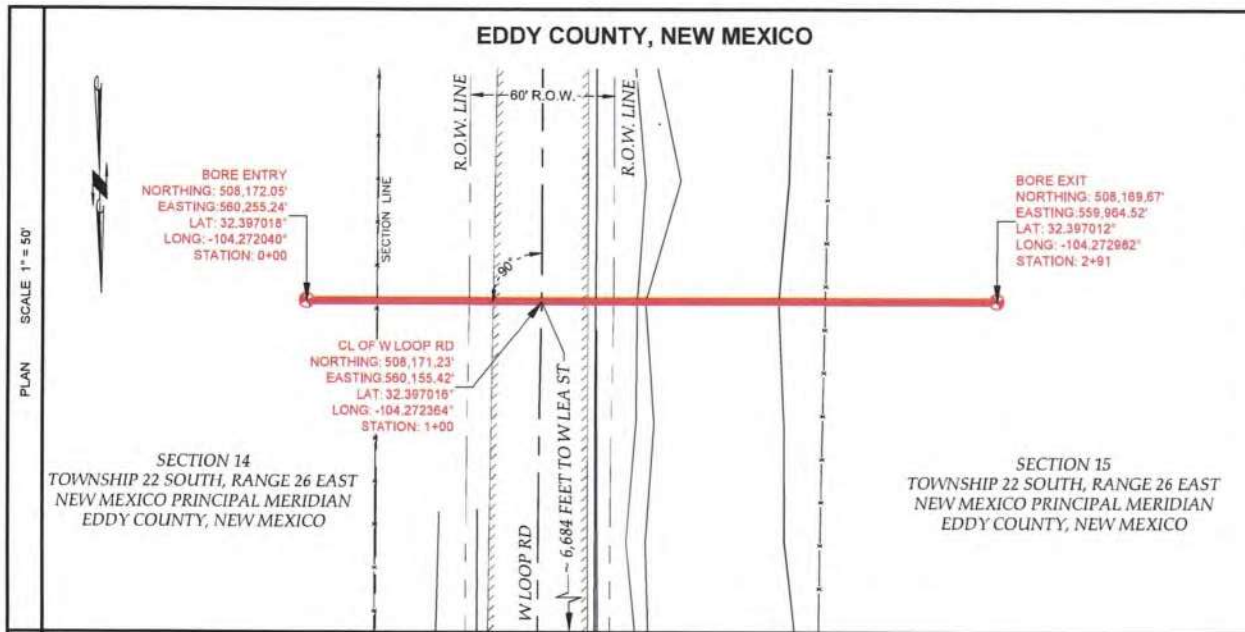 EDDY COUNTY, NEW MEXICO
PLAN SCALE 1" = 50'
SECTION LINE
R.O.W. LINE
60' R.O.W.
R.O.W. LINE
BORE ENTRY
NORTHING: 508,172.05'
EASTING: 560,255.24'
LAT: 32.397018°
LONG: -104.272040°
STATION: 0+00
BORE EXIT
NORTHING: 508,169.67'
EASTING:559,964.52'
LAT: 32.397012°
LONG: -104.272982°
STATION: 2+91
90°
CL OF W LOOP RD
NORTHING: 508,171.23'
EASTING:560,155.42'
LAT: 32.397016°
LONG: -104.272364°
STATION: 1+00
SECTION 14
TOWNSHIP 22 SOUTH, RANGE 26 EAST
NEW MEXICO PRINCIPAL MERIDIAN
EDDY COUNTY, NEW MEXICO
W LOOP RD
~ 6,684 FEET TO W LEA ST
SECTION 15
TOWNSHIP 22 SOUTH, RANGE 26 EAST
NEW MEXICO PRINCIPAL MERIDIAN
EDDY COUNTY, NEW MEXICO